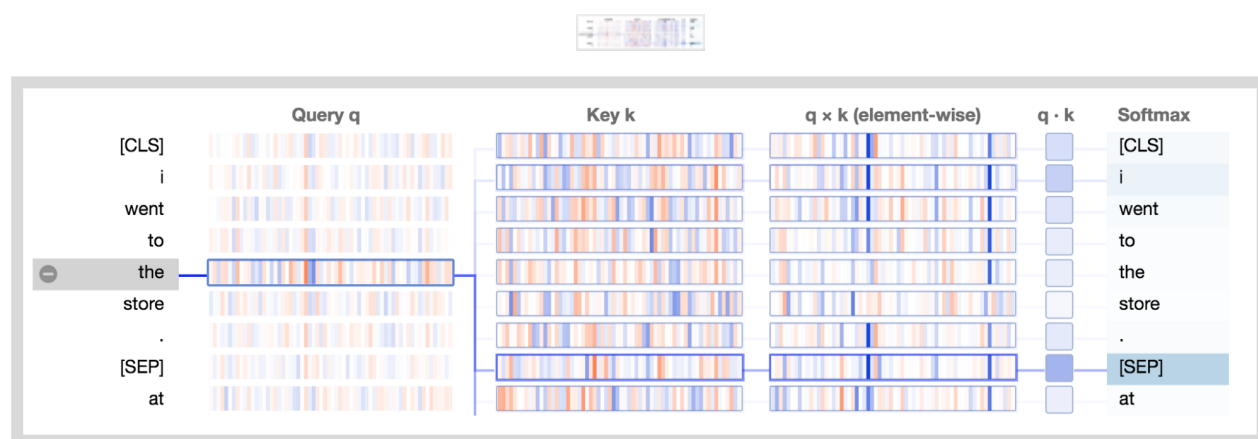 Query q Key k q × k (element-wise) q · k Softmax
[CLS] [CLS]
i i
went went
to to
the the
store store
. .
[SEP] [SEP]
at at